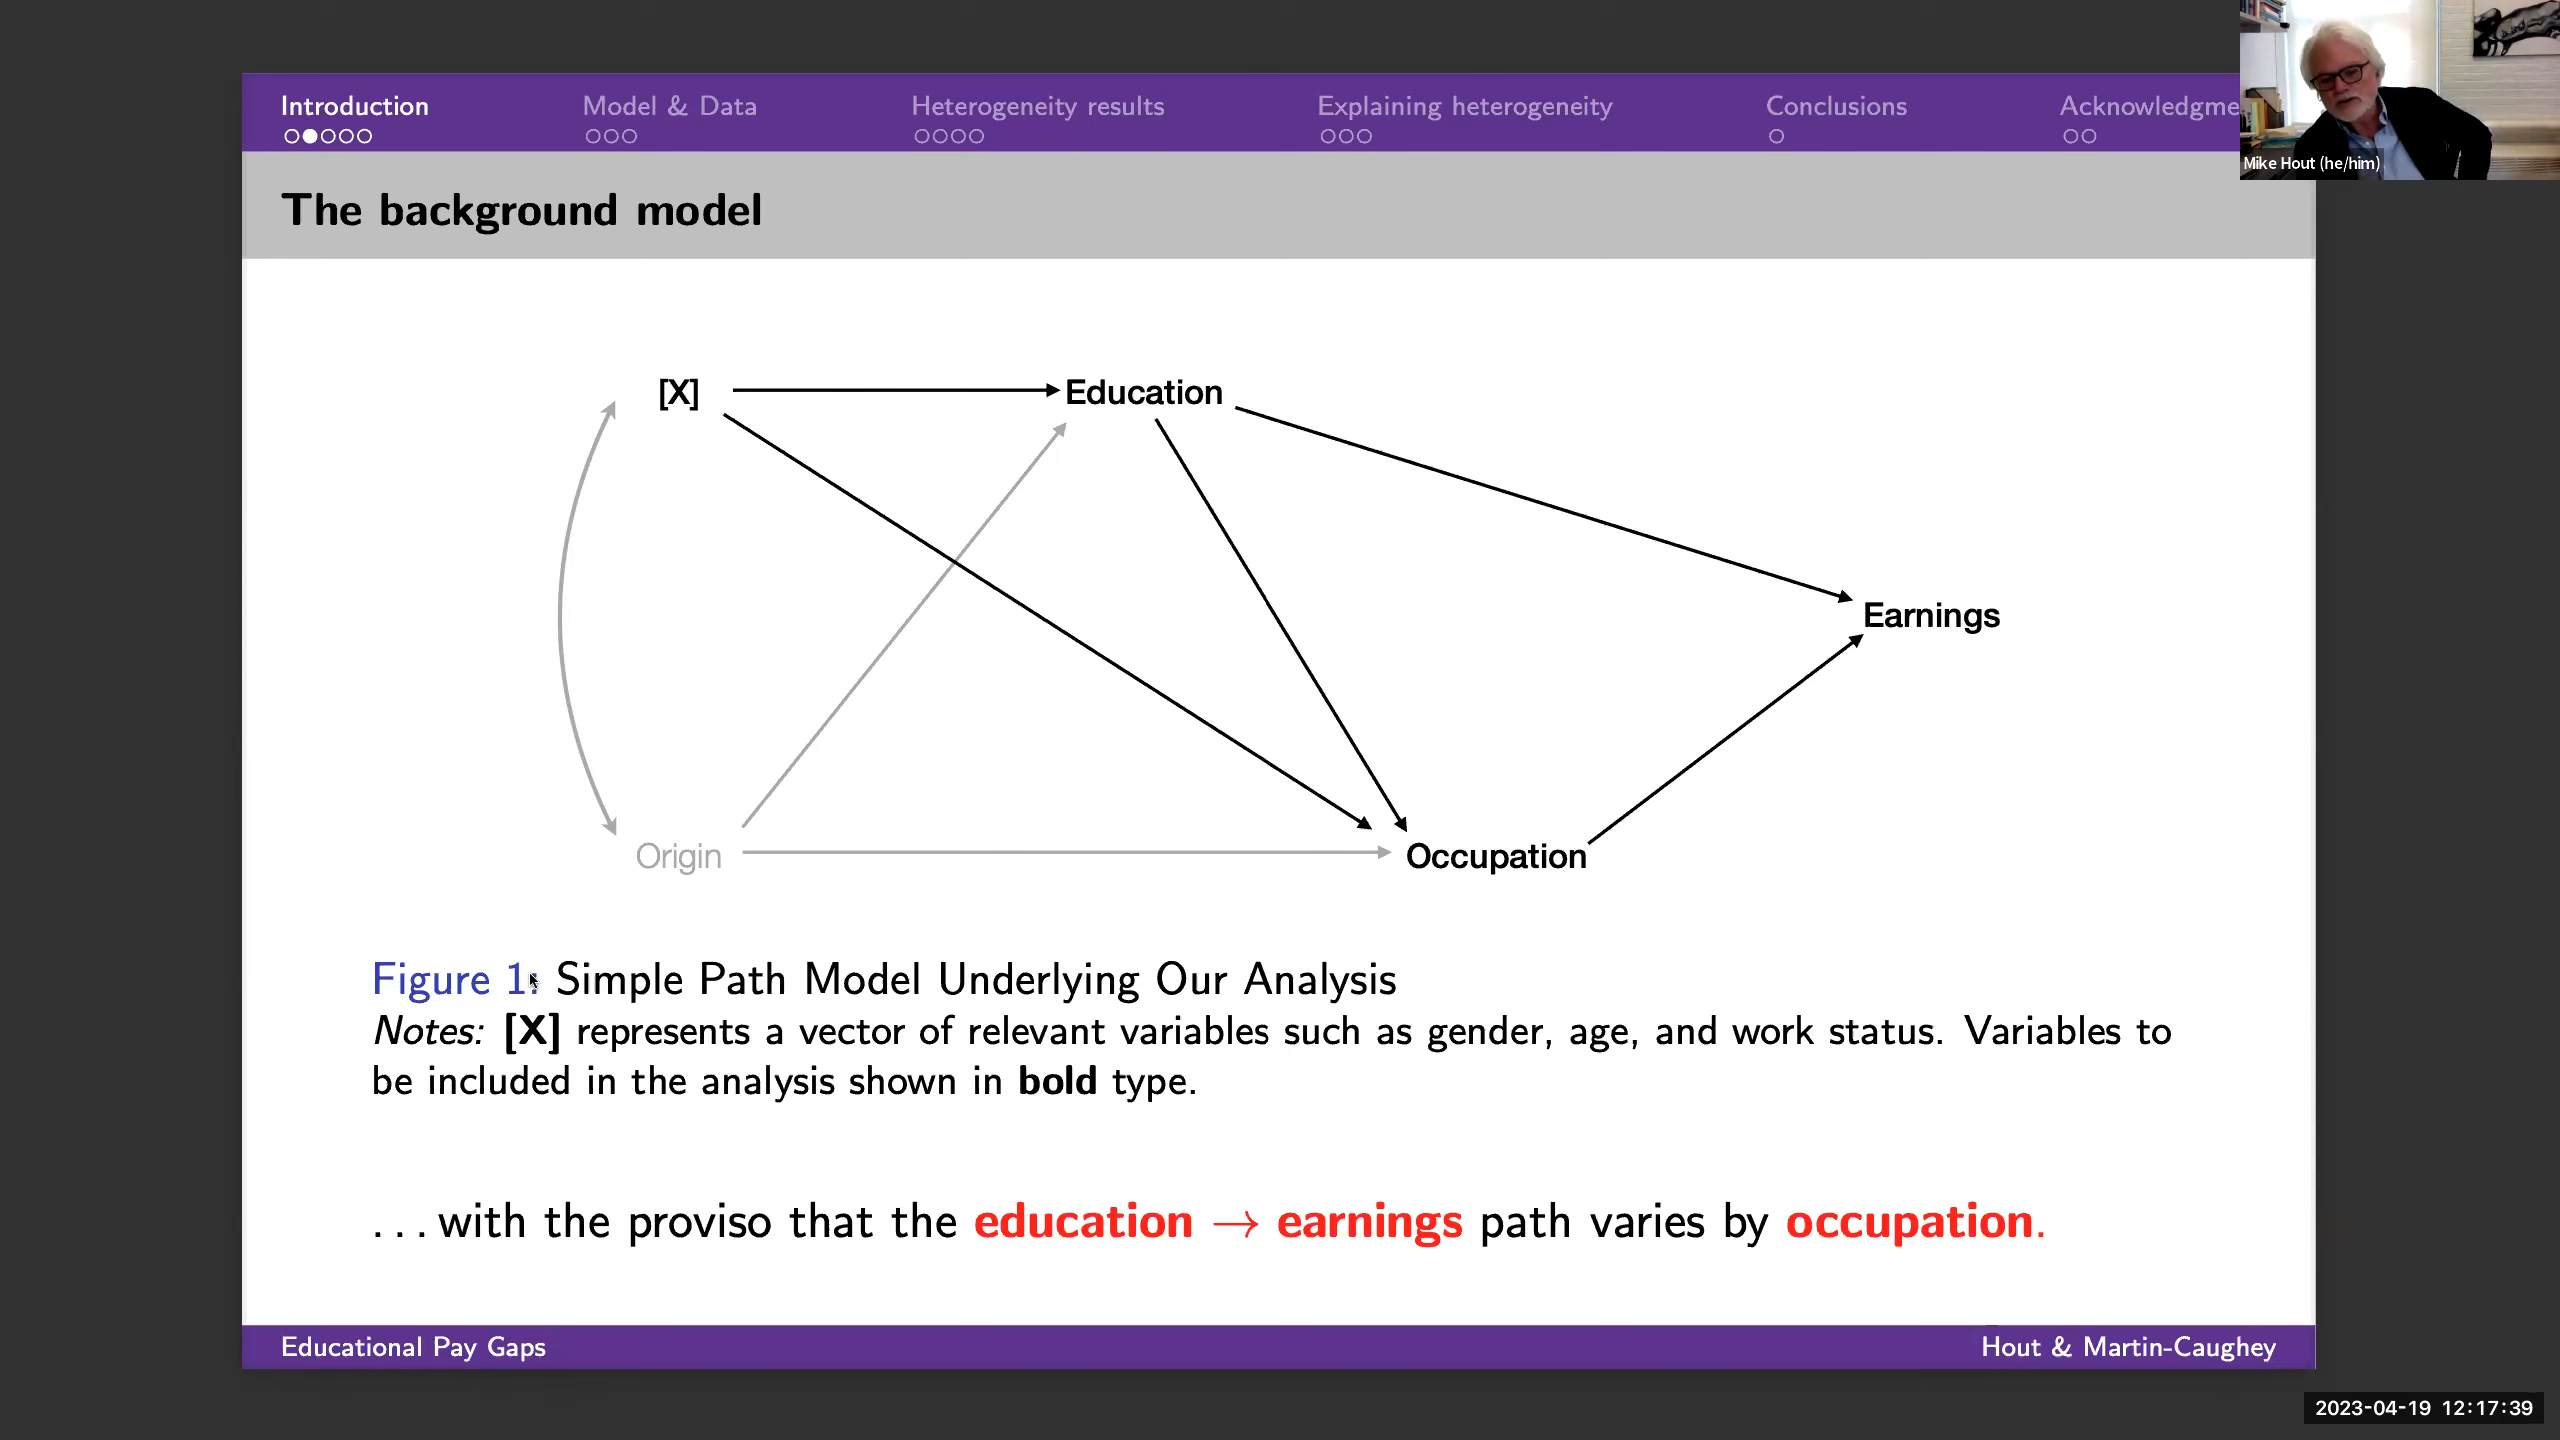 Introduction
Model & Data
Heterogeneity results
Explaining heterogeneity
Conclusions
Acknowledgme
Mike Hout (he/him)
The background model
[X]
Education
Earnings
Origin
Occupation
Figure 1: Simple Path Model Underlying Our Analysis
Notes: [X] represents a vector of relevant variables such as gender, age, and work status. Variables to
be included in the analysis shown in bold type.
. . . with the proviso that the education → earnings path varies by occupation.
Educational Pay Gaps
Hout & Martin-Caughey
2023-04-19 12:17:39